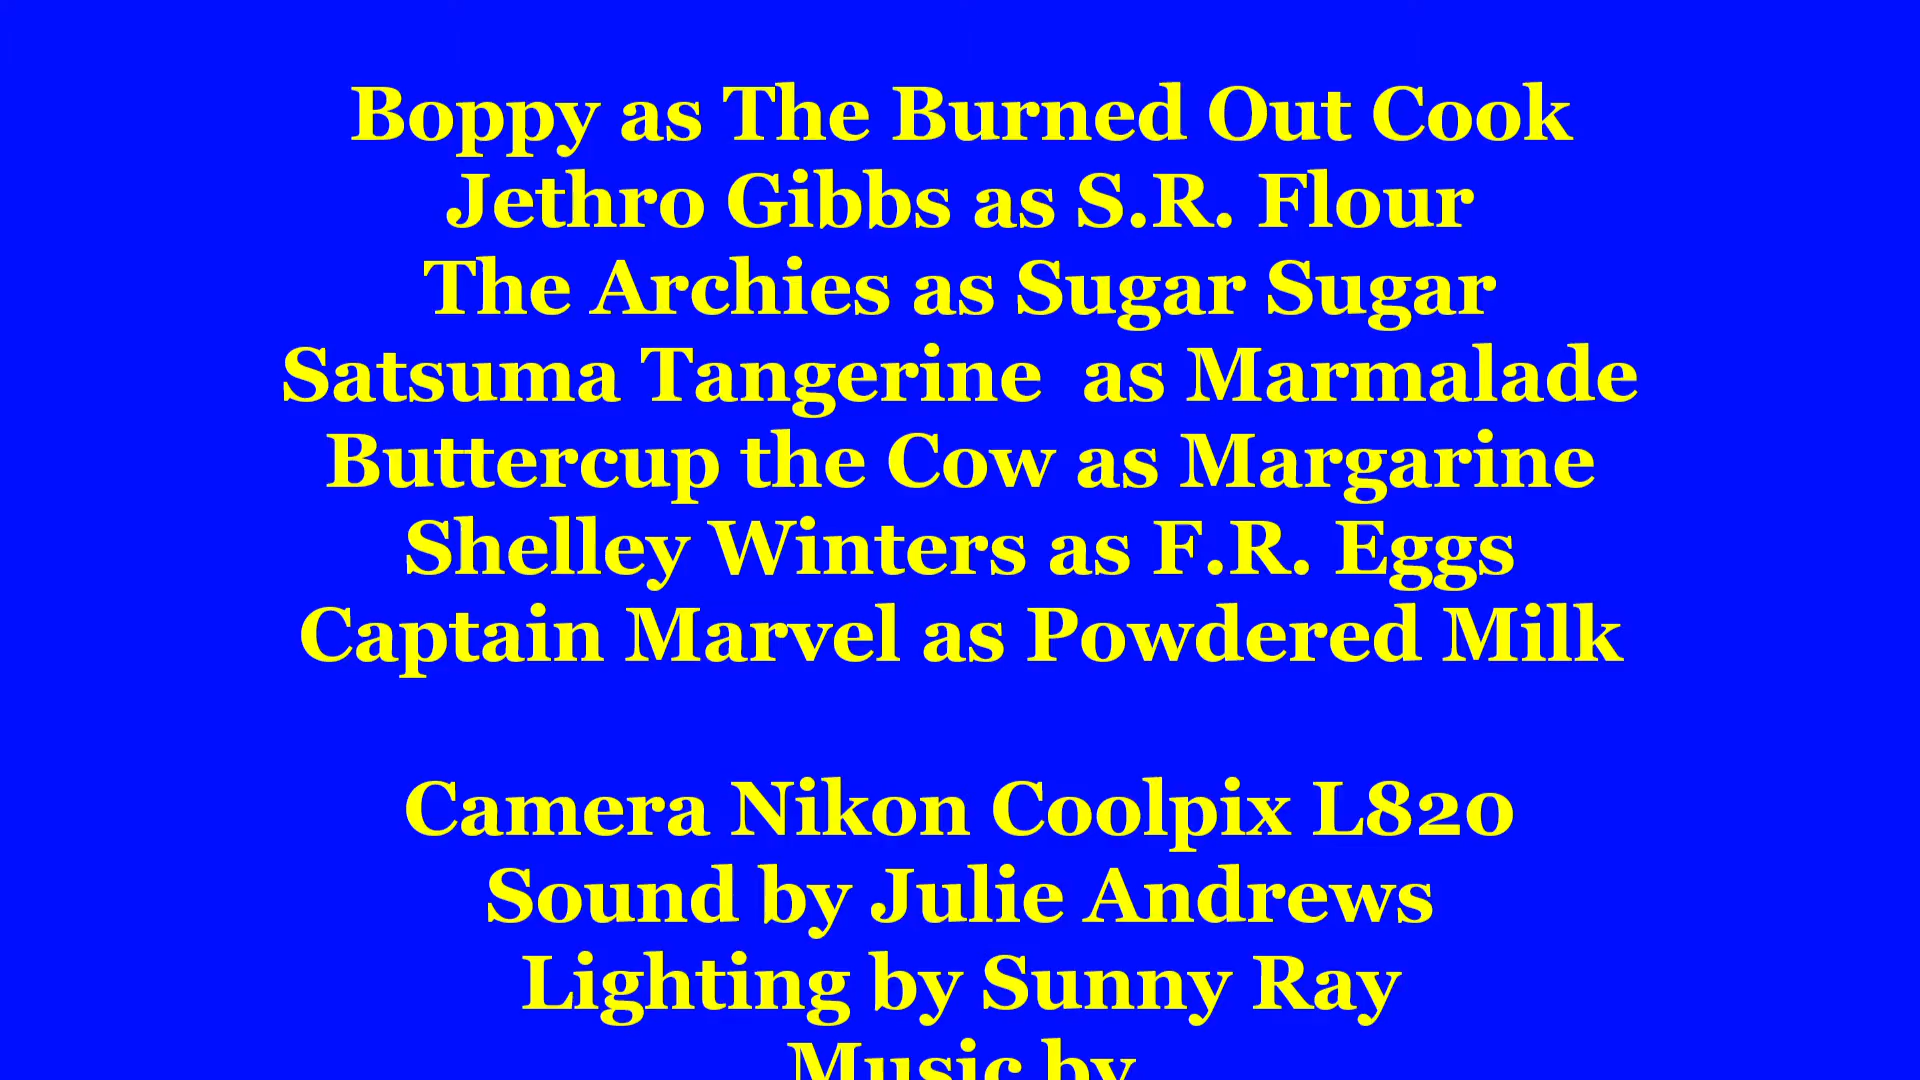 Boppy as The Burned Out Cook
Jethro Gibbs as S.R. Flour
The Archies as Sugar Sugar
Satsuma Tangerine  as Marmalade
Buttercup the Cow as Margarine
Shelley Winters as F.R. Eggs
Captain Marvel as Powdered Milk
Camera Nikon Coolpix L820
Sound by Julie Andrews
Lighting by Sunny Ray
Music by